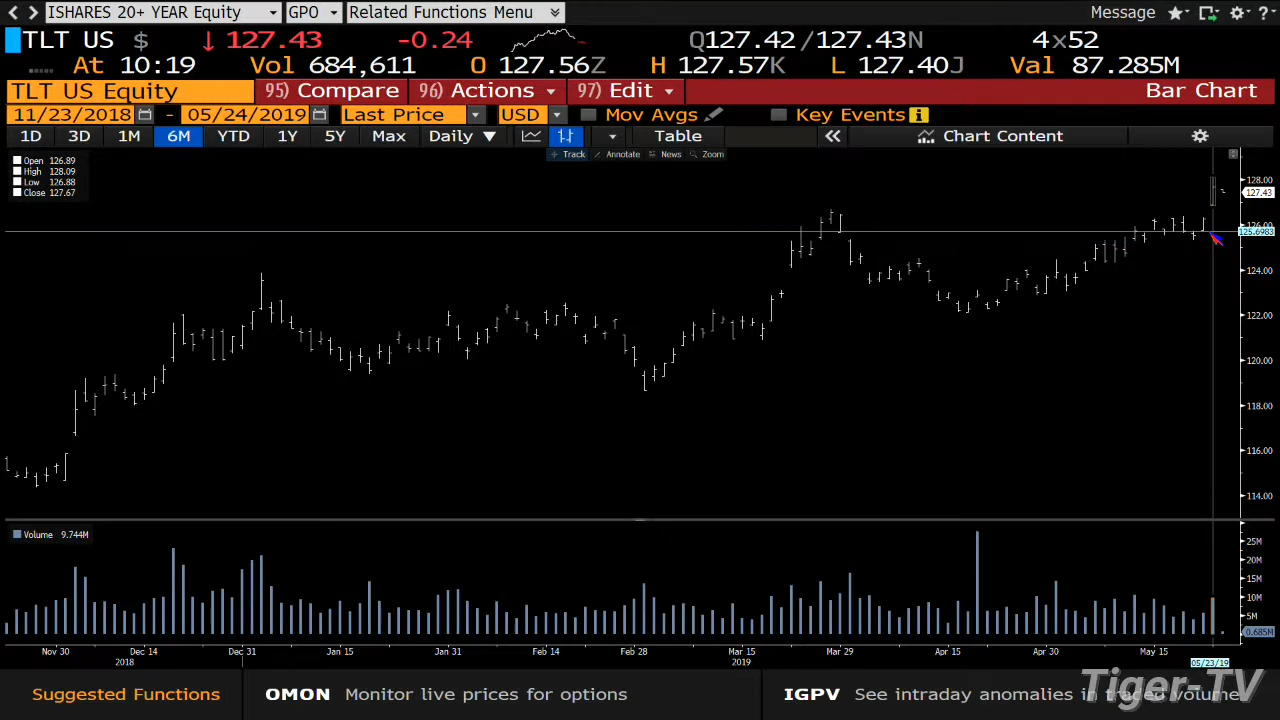 ISHARES 20+ YEAR Equity GPO Related Functions Menu Message ?
TLT US $ ↓ 127.43 -0.24 Q127.42/127.43N 4x52
At 10:19 Vol 684,611 O 127.56Z H 127.57K L 127.40J Val 87.285M
TLT US Equity 95) Compare 96) Actions 97) Edit Bar Chart
11/23/2018 - 05/24/2019 Last Price USD Mov Avgs Key Events
1D 3D 1M 6M YTD 1Y 5Y Max Daily ▼ Table « Chart Content
Track Annotate News Zoom
Open 126.89
High 128.09
Low 126.88
Close 127.67
128.00
127.43
126.00
125.6983
124.00
122.00
120.00
118.00
116.00
114.00
Volume 9.744M
25M
20M
15M
10M
5M
0.685M
Nov 30 Dec 14 Dec 31 Jan 15 Jan 31 Feb 14 Feb 28 Mar 15 Mar 29 Apr 15 Apr 30 May 15
2018 2019 05/23/19
Suggested Functions OMON Monitor live prices for options IGPV See intraday anomalies in traded volume
Tiger-TV